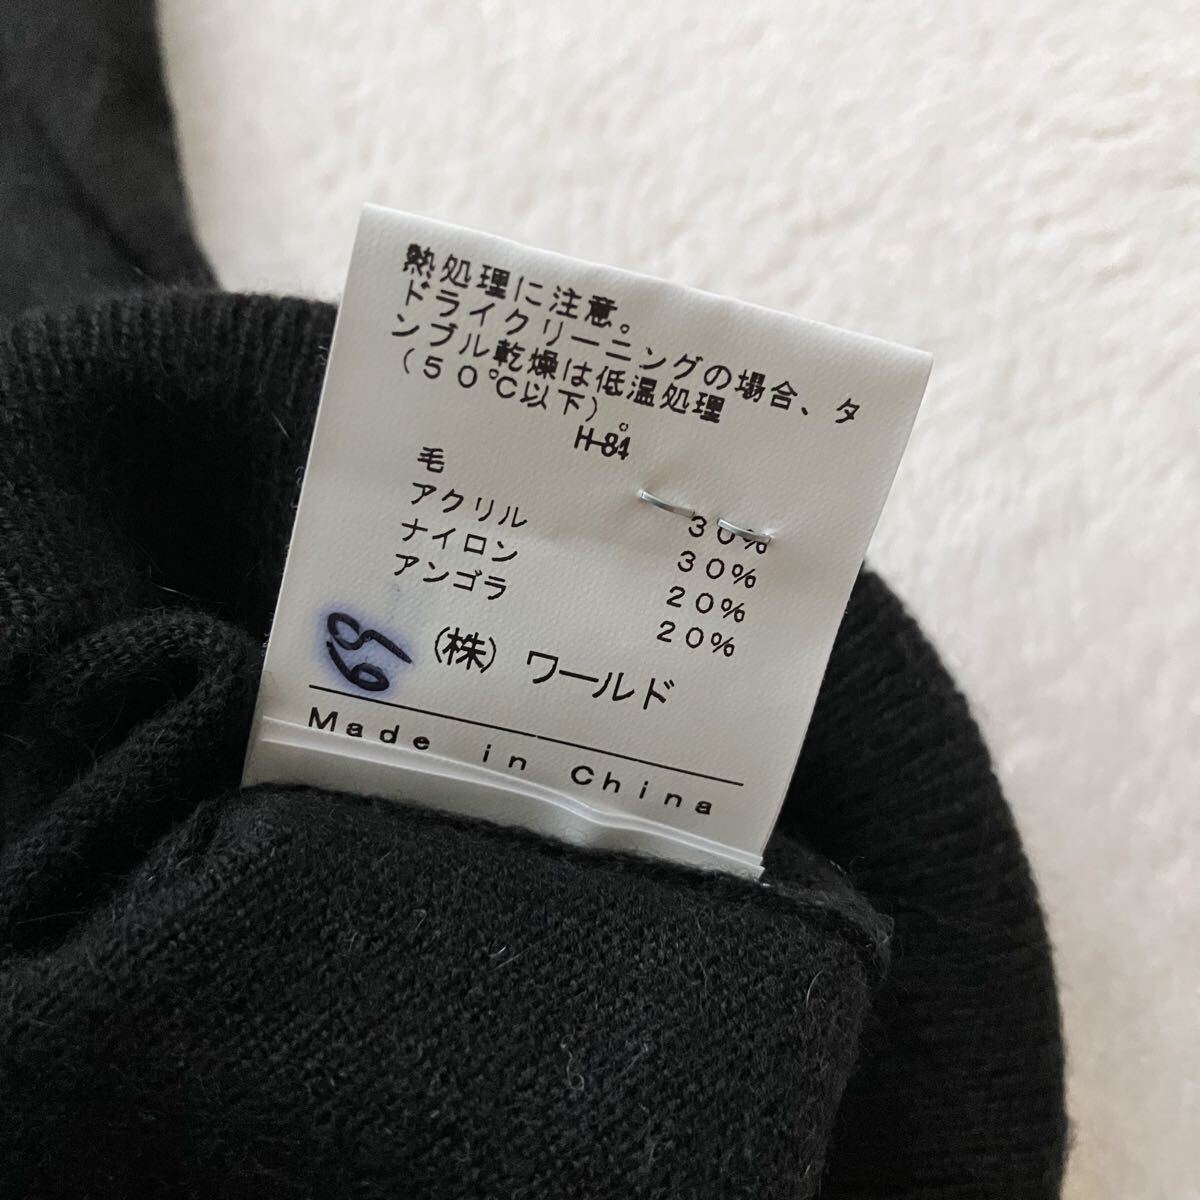 熱処理に注意。
ドライクリーニングの場合、タ
ンブル乾燥は低温処理
(50℃以下)。
H-84
毛 30%
アクリル 30%
ナイロン 20%
アンゴラ 20%
(株) ワールド
Made in China